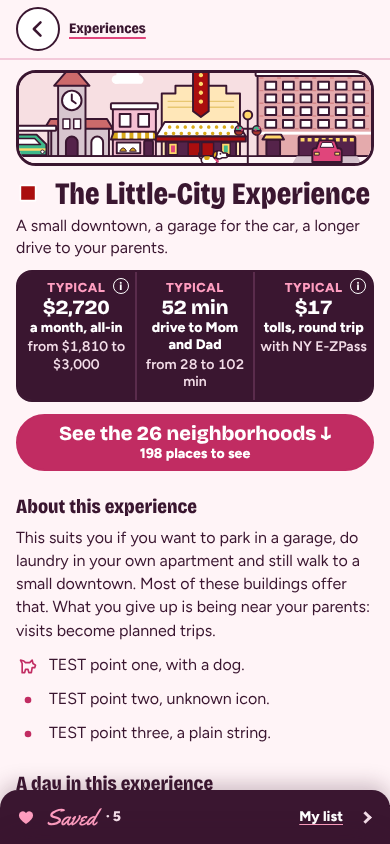 Experiences
The Little-City Experience
A small downtown, a garage for the car, a longer
drive to your parents.
TYPICAL
$2,720
a month, all-in
from $1,810 to
$3,000
TYPICAL
52 min
drive to Mom
and Dad
from 28 to 102
min
TYPICAL
$17
tolls, round trip
with NY E-ZPass
See the 26 neighborhoods ↓
198 places to see
About this experience
This suits you if you want to park in a garage, do
laundry in your own apartment and still walk to a
small downtown. Most of these buildings offer
that. What you give up is being near your parents:
visits become planned trips.
TEST point one, with a dog.
TEST point two, unknown icon.
TEST point three, a plain string.
A day in this experience
Saved · 5
My list